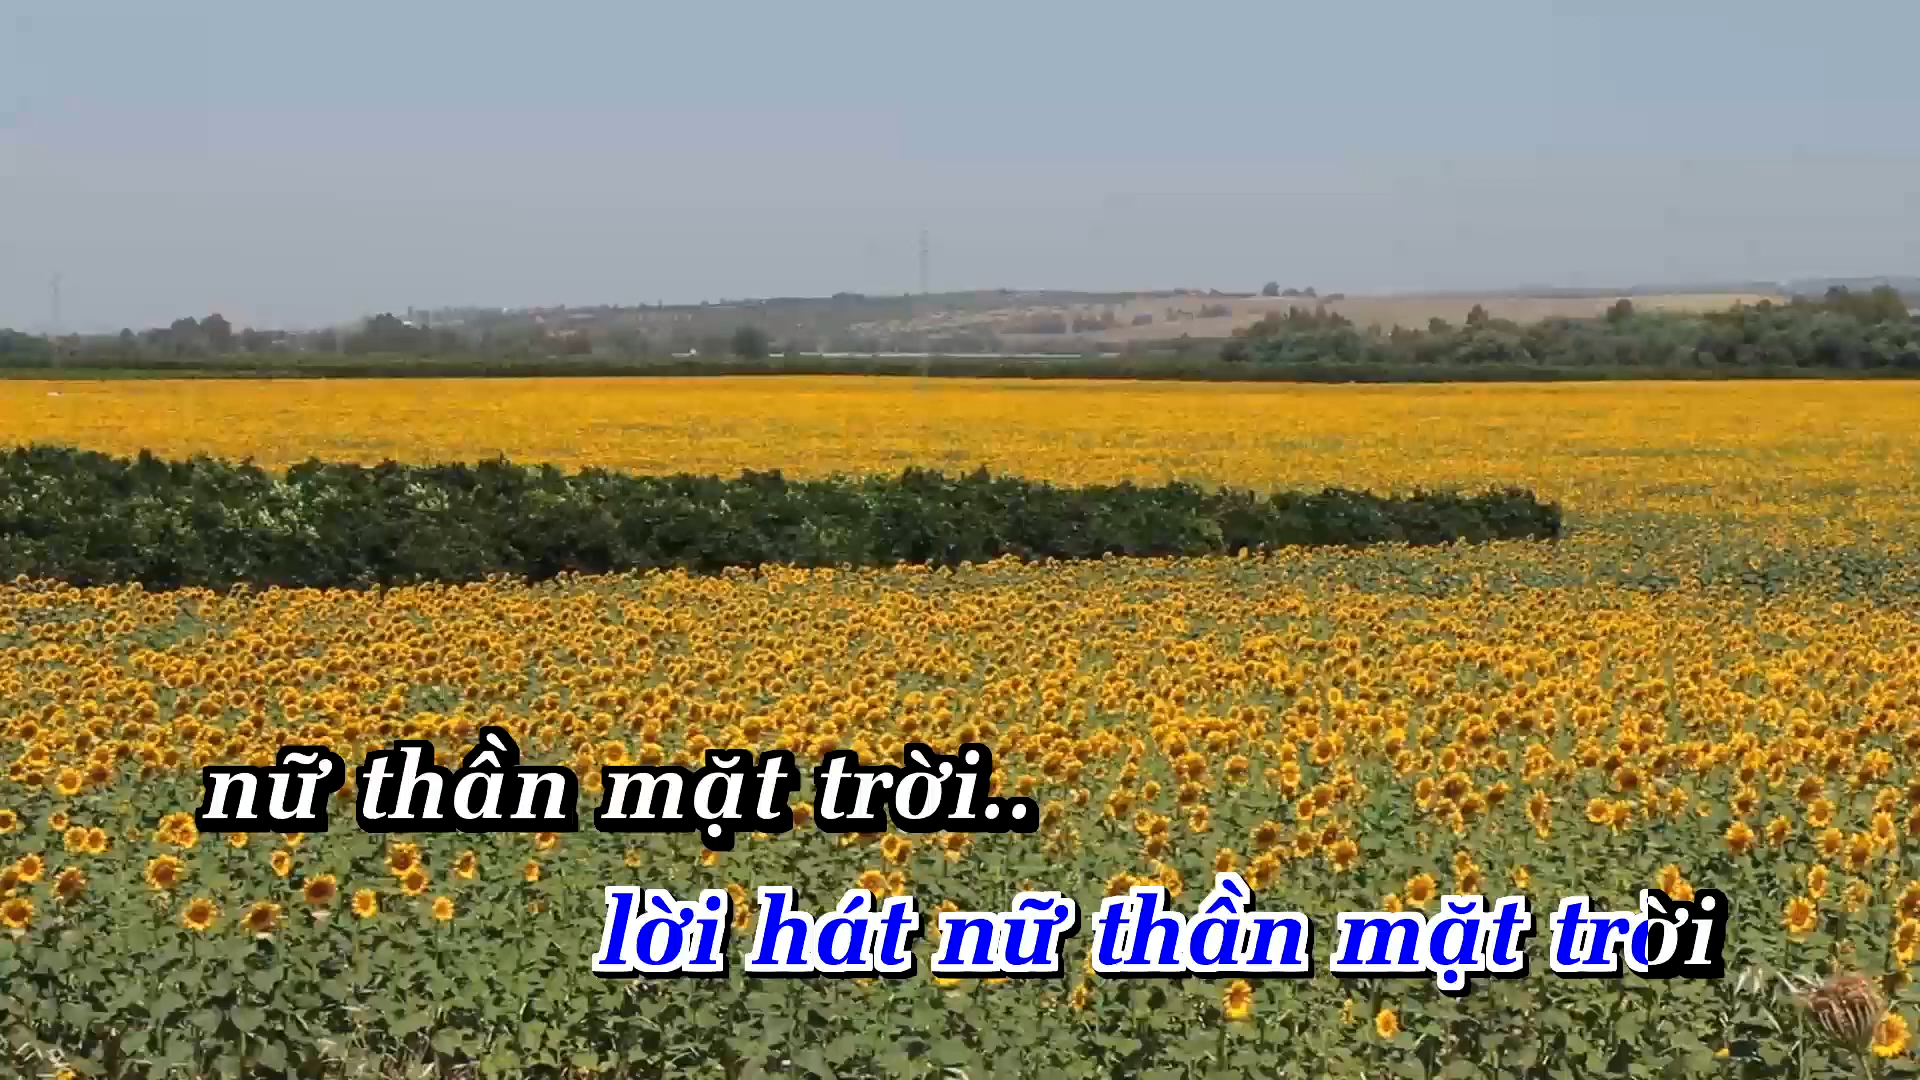 nữ thần mặt trời..
lời hát nữ thần mặt trời